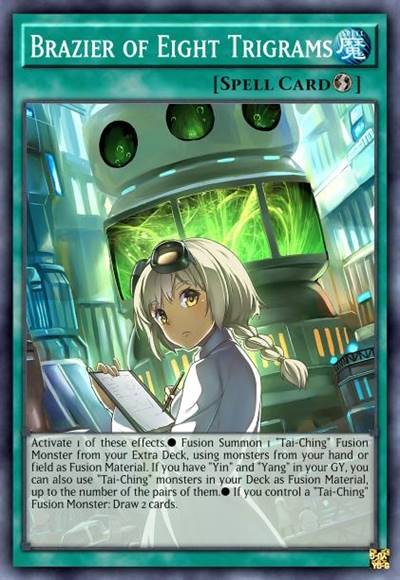 Brazier of Eight Trigrams
SPELL
魔
[Spell Card]
Activate 1 of these effects.● Fusion Summon 1 "Tai-Ching" Fusion
Monster from your Extra Deck, using monsters from your hand or
field as Fusion Material. If you have "Yin" and "Yang" in your GY, you
can also use "Tai-Ching" monsters in your Deck as Fusion Material,
up to the number of the pairs of them.● If you control a "Tai-Ching"
Fusion Monster: Draw 2 cards.